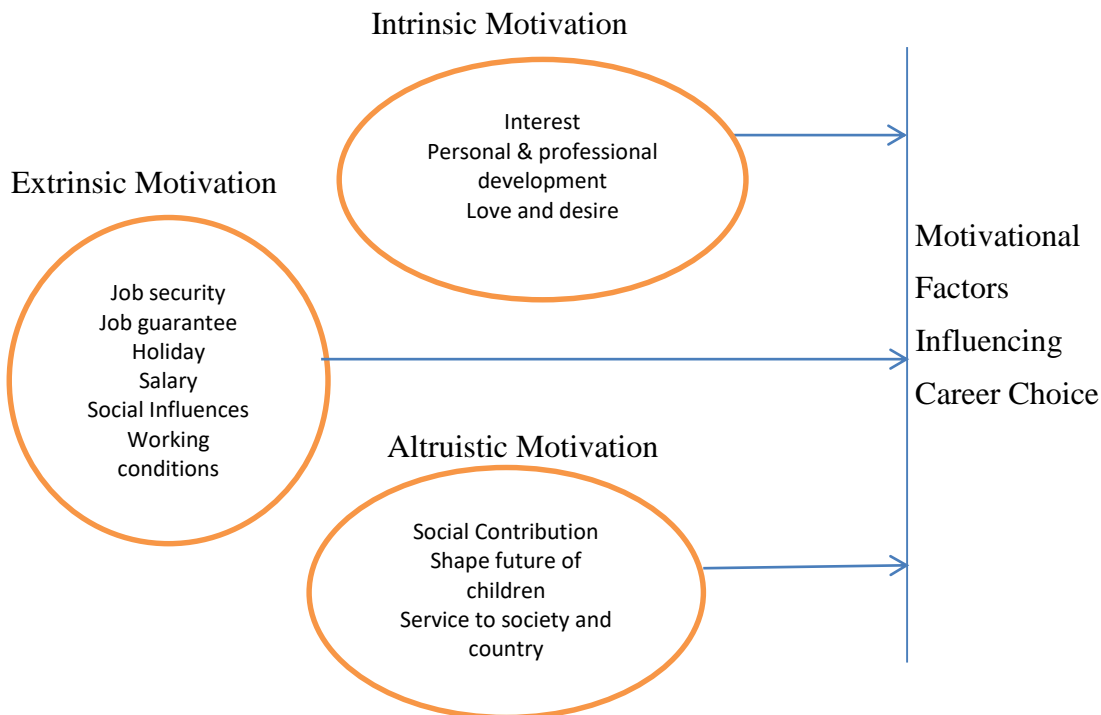 Intrinsic Motivation
Interest
Personal & professional
development
Love and desire
Extrinsic Motivation
Job security
Job guarantee
Holiday
Salary
Social Influences
Working
conditions
Altruistic Motivation
Social Contribution
Shape future of
children
Service to society and
country
Motivational
Factors
Influencing
Career Choice